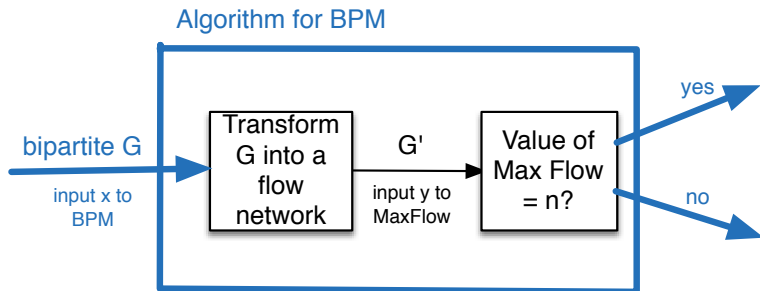 Algorithm for BPM
bipartite G
input x to
BPM
Transform
G into a
flow
network
G'
input y to
MaxFlow
Value of
Max Flow
= n?
yes
no